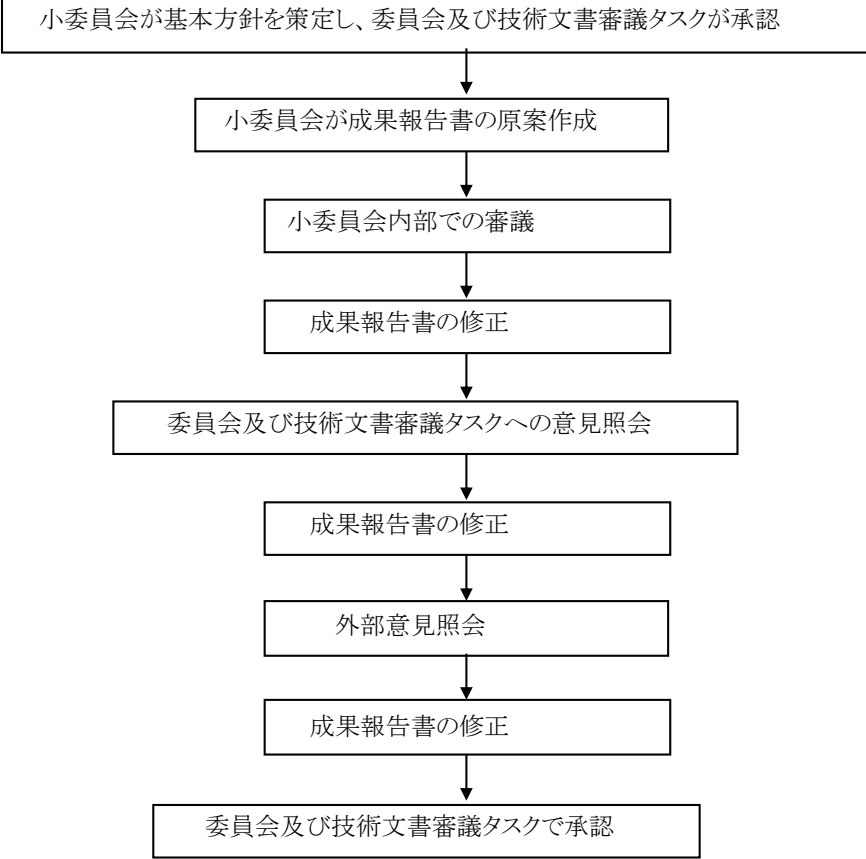 小委員会が基本方針を策定し、委員会及び技術文書審議タスクが承認
小委員会が成果報告書の原案作成
小委員会内部での審議
成果報告書の修正
委員会及び技術文書審議タスクへの意見照会
成果報告書の修正
外部意見照会
成果報告書の修正
委員会及び技術文書審議タスクで承認